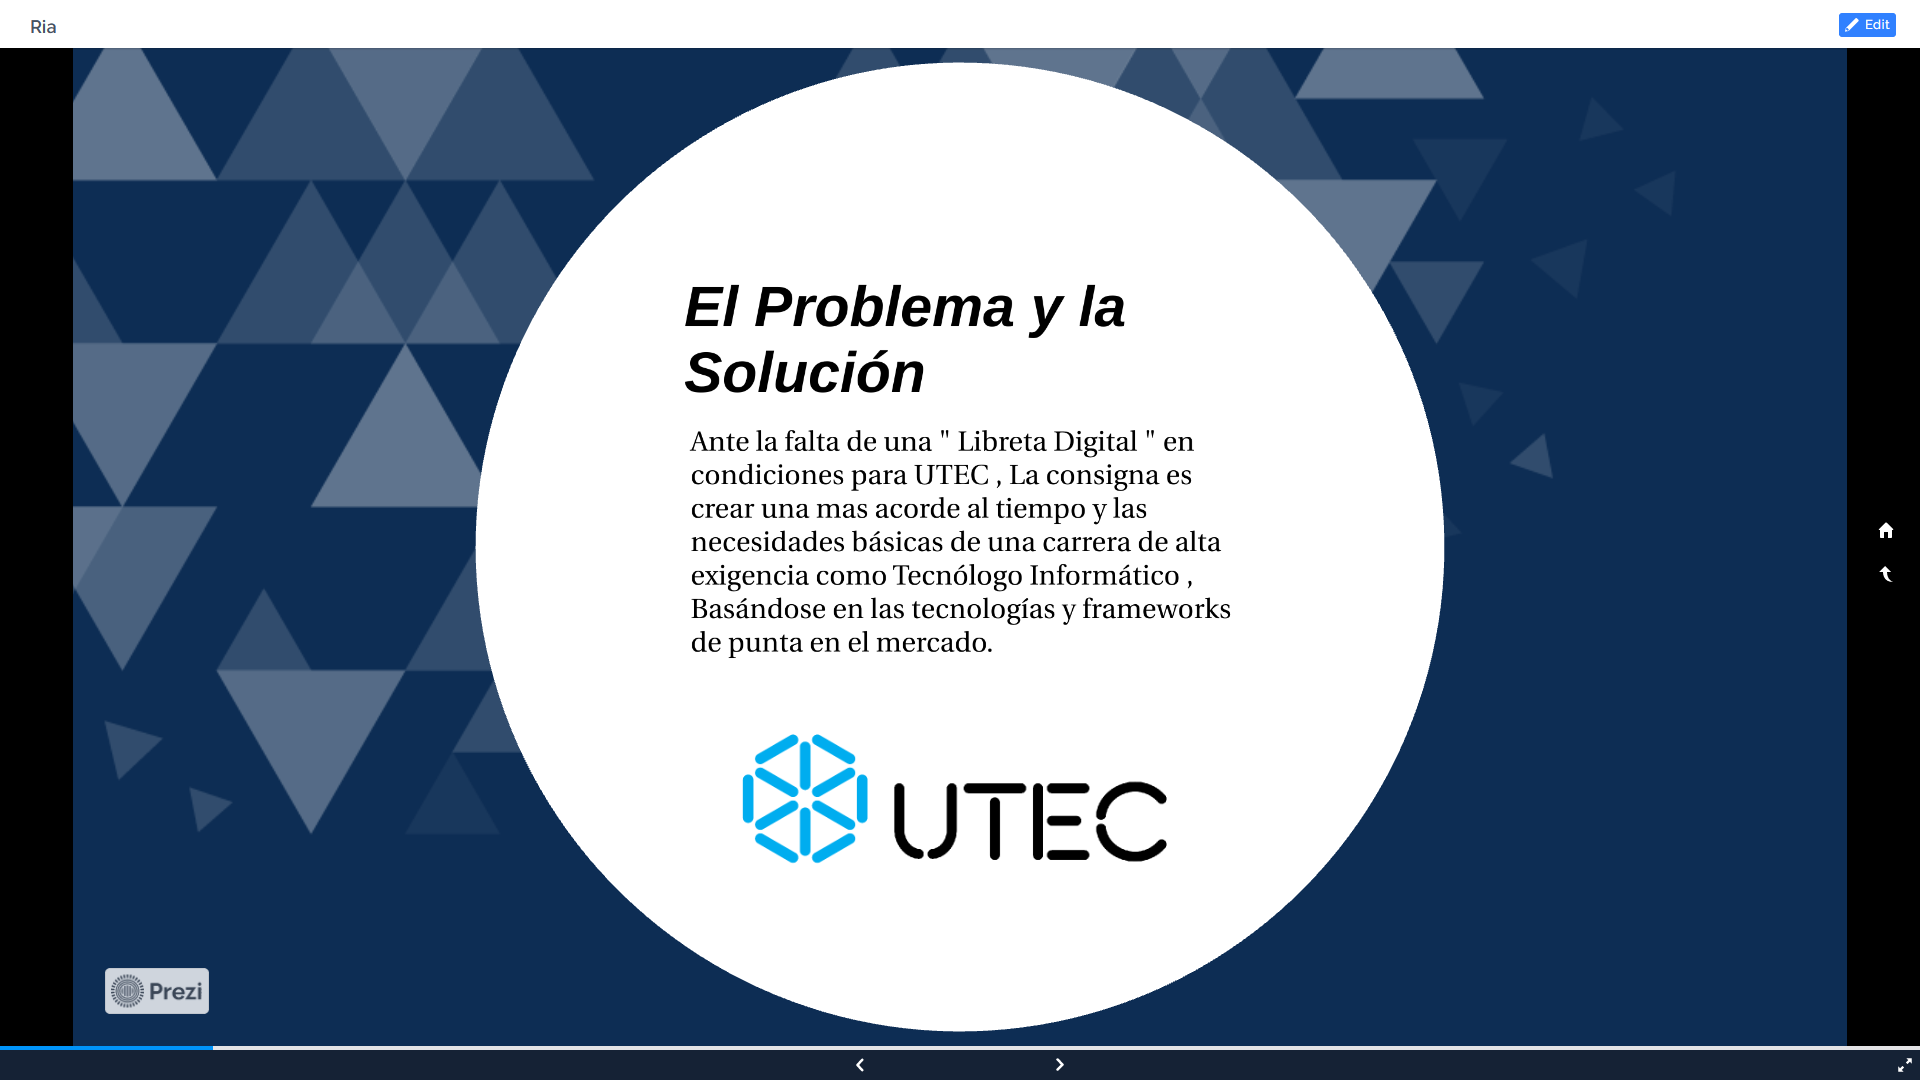 Ria
Edit
El Problema y la
Solución
Ante la falta de una " Libreta Digital " en
condiciones para UTEC , La consigna es
crear una mas acorde al tiempo y las
necesidades básicas de una carrera de alta
exigencia como Tecnólogo Informático ,
Basándose en las tecnologías y frameworks
de punta en el mercado.
UTEC
Prezi